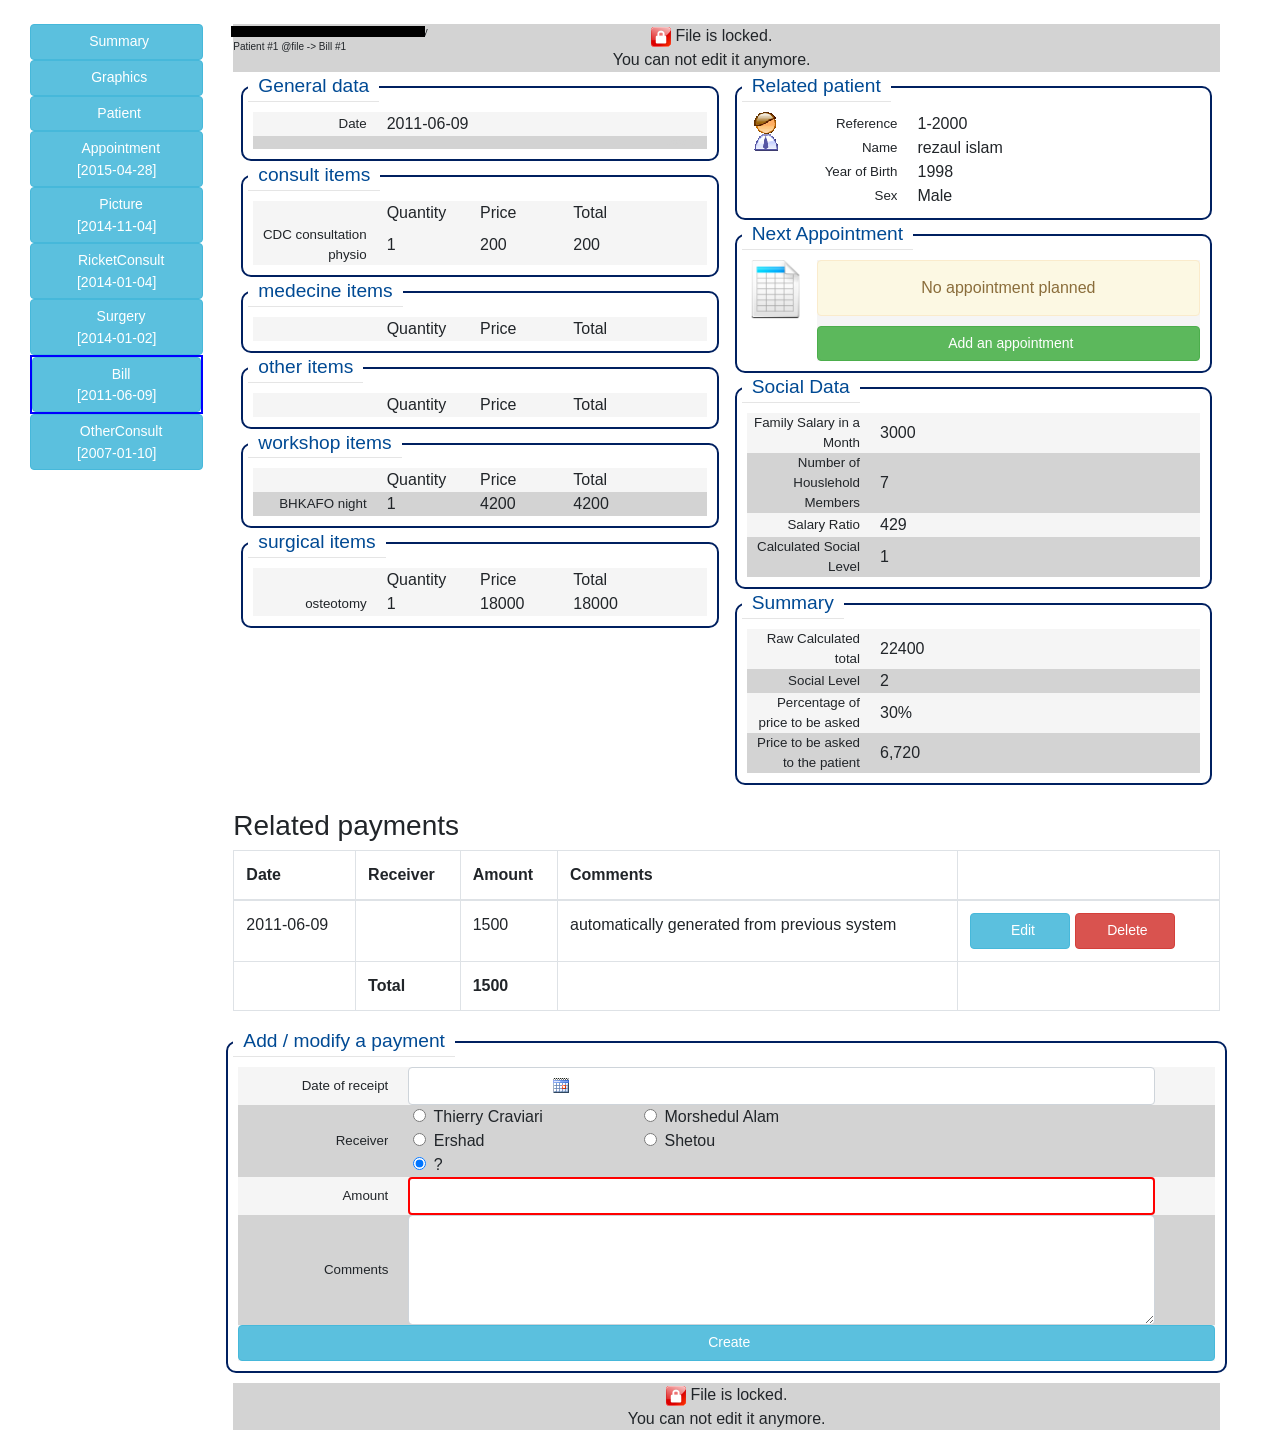 Summary
Graphics
Patient
Appointment
[2015-04-28]
Picture
[2014-11-04]
RicketConsult
[2014-01-04]
Surgery
[2014-01-02]
Bill
[2011-06-09]
OtherConsult
[2007-01-10]
Patient #1 @file -> Bill #1
File is locked.
You can not edit it anymore.
General data
Date 2011-06-09
consult items
Quantity Price Total
CDC consultation
physio 1 200 200
medecine items
Quantity Price Total
other items
Quantity Price Total
workshop items
Quantity Price Total
BHKAFO night 1 4200 4200
surgical items
Quantity Price Total
osteotomy 1 18000 18000
Related patient
Reference 1-2000
Name rezaul islam
Year of Birth 1998
Sex Male
Next Appointment
No appointment planned
Add an appointment
Social Data
Family Salary in a
Month 3000
Number of
Houslehold
Members 7
Salary Ratio 429
Calculated Social
Level 1
Summary
Raw Calculated
total 22400
Social Level 2
Percentage of
price to be asked 30%
Price to be asked
to the patient 6,720
Related payments
Date Receiver Amount Comments
2011-06-09 1500 automatically generated from previous system Edit Delete
Total 1500
Add / modify a payment
Date of receipt
Receiver
Thierry Craviari Morshedul Alam
Ershad Shetou
?
Amount
Comments
Create
File is locked.
You can not edit it anymore.